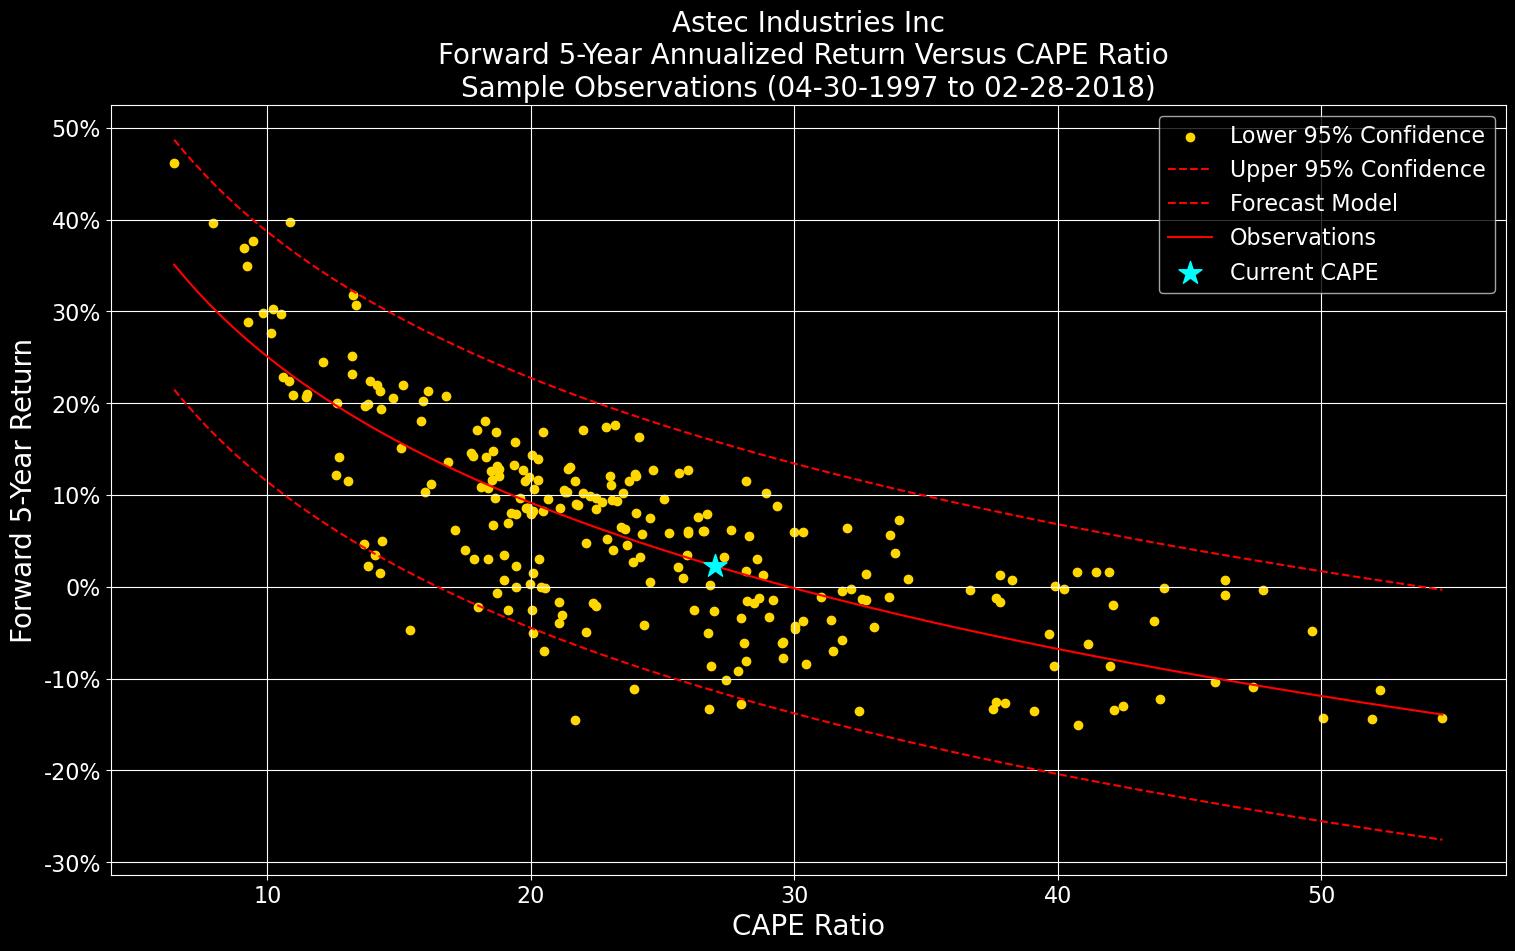 Astec Industries Inc
Forward 5-Year Annualized Return Versus CAPE Ratio
Sample Observations (04-30-1997 to 02-28-2018)
Lower 95% Confidence
Upper 95% Confidence
Forecast Model
Observations
Current CAPE
Forward 5-Year Return
50%
40%
30%
20%
10%
0%
-10%
-20%
-30%
10
20
30
40
50
CAPE Ratio